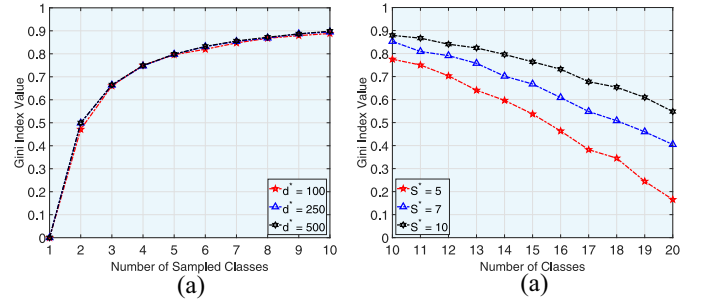 1
0.9
0.8
0.7
0.6
0.5
0.4
0.3
0.2
0.1
0
Gini Index Value
1 2 3 4 5 6 7 8 9 10
Number of Sampled Classes
d* = 100
d* = 250
d* = 500
(a)
1
0.9
0.8
0.7
0.6
0.5
0.4
0.3
0.2
0.1
0
Gini Index Value
10 11 12 13 14 15 16 17 18 19 20
Number of Classes
S* = 5
S* = 7
S* = 10
(a)